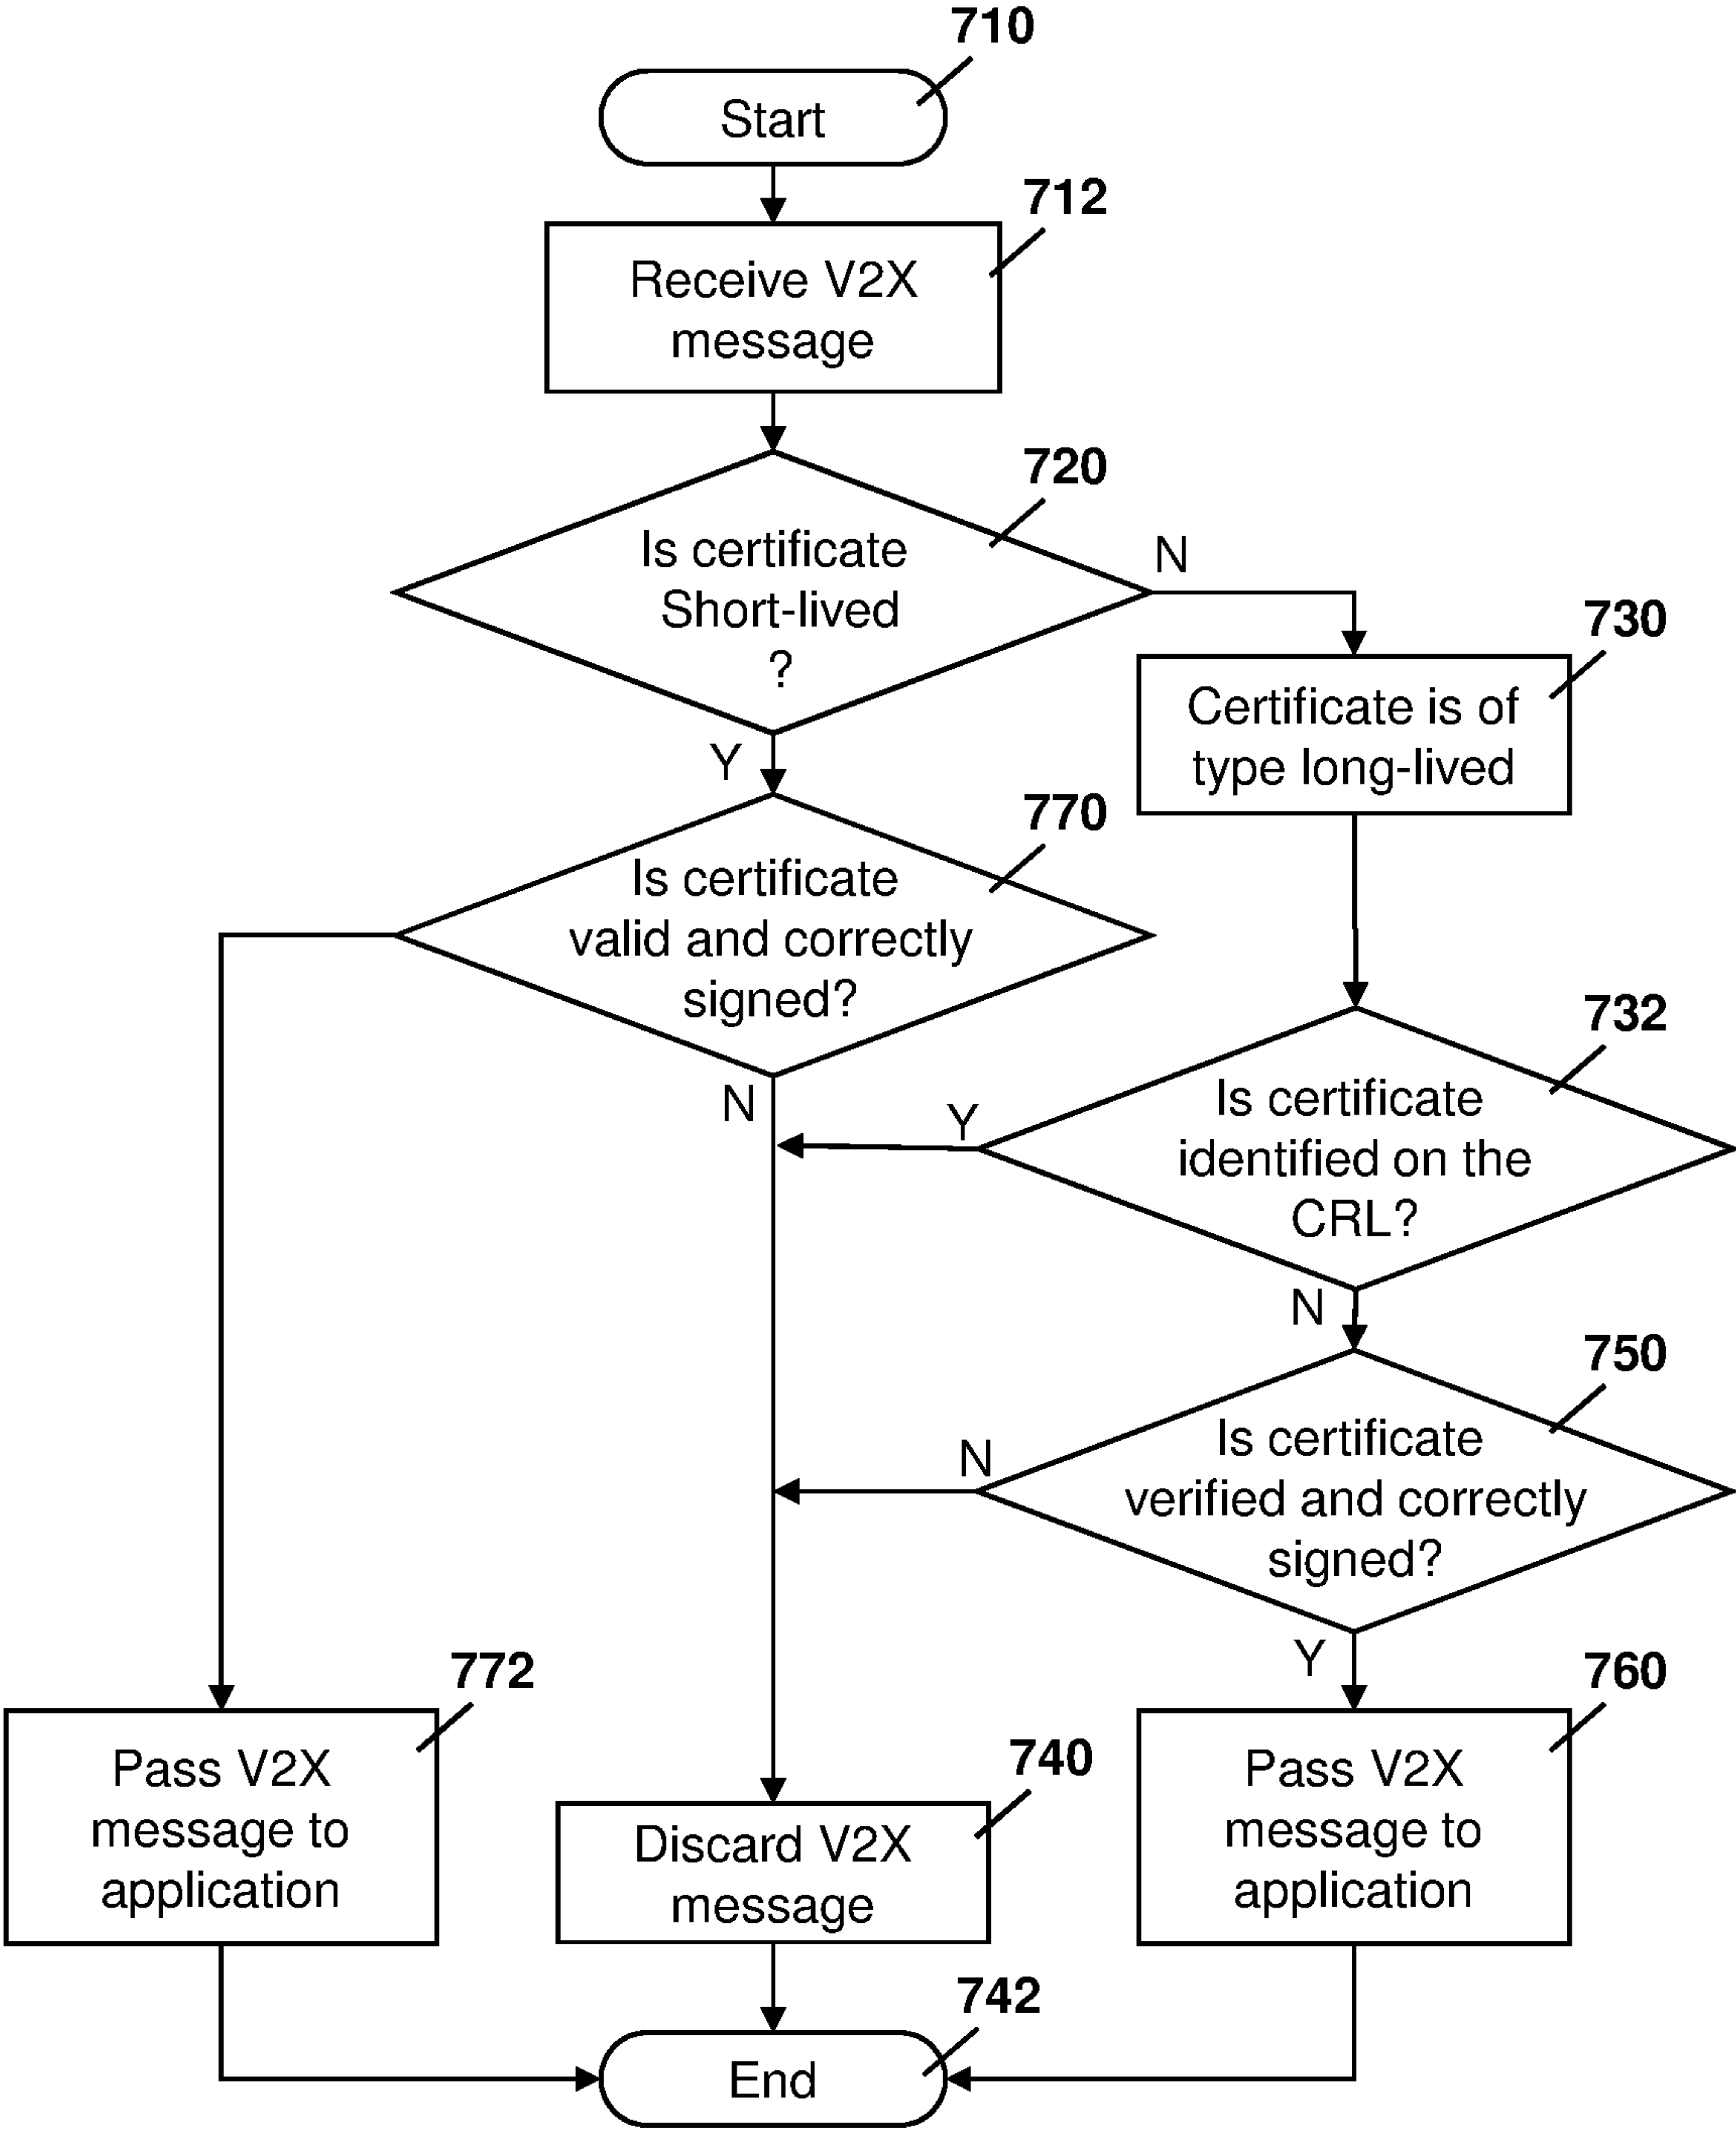 710
Start
712
Receive V2X
message
720
Is certificate
Short-lived
?
N
Y
730
Certificate is of
type long-lived
770
Is certificate
valid and correctly
signed?
N
732
Is certificate
identified on the
CRL?
Y
N
750
Is certificate
verified and correctly
signed?
N
Y
772
Pass V2X
message to
application
740
Discard V2X
message
760
Pass V2X
message to
application
742
End